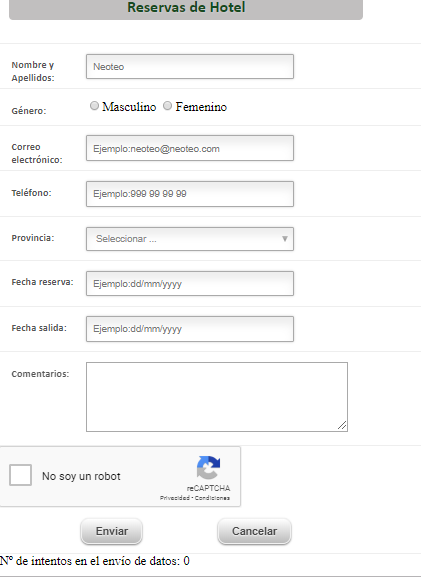 Reservas de Hotel
Nombre y
Apellidos:
Neoteo
Género:
Masculino Femenino
Correo
electrónico:
Ejemplo:neoteo@neoteo.com
Teléfono:
Ejemplo:999 99 99 99
Provincia:
Seleccionar ...
Fecha reserva:
Ejemplo:dd/mm/yyyy
Fecha salida:
Ejemplo:dd/mm/yyyy
Comentarios:
No soy un robot
reCAPTCHA
Privacidad - Condiciones
Enviar Cancelar
Nº de intentos en el envío de datos: 0